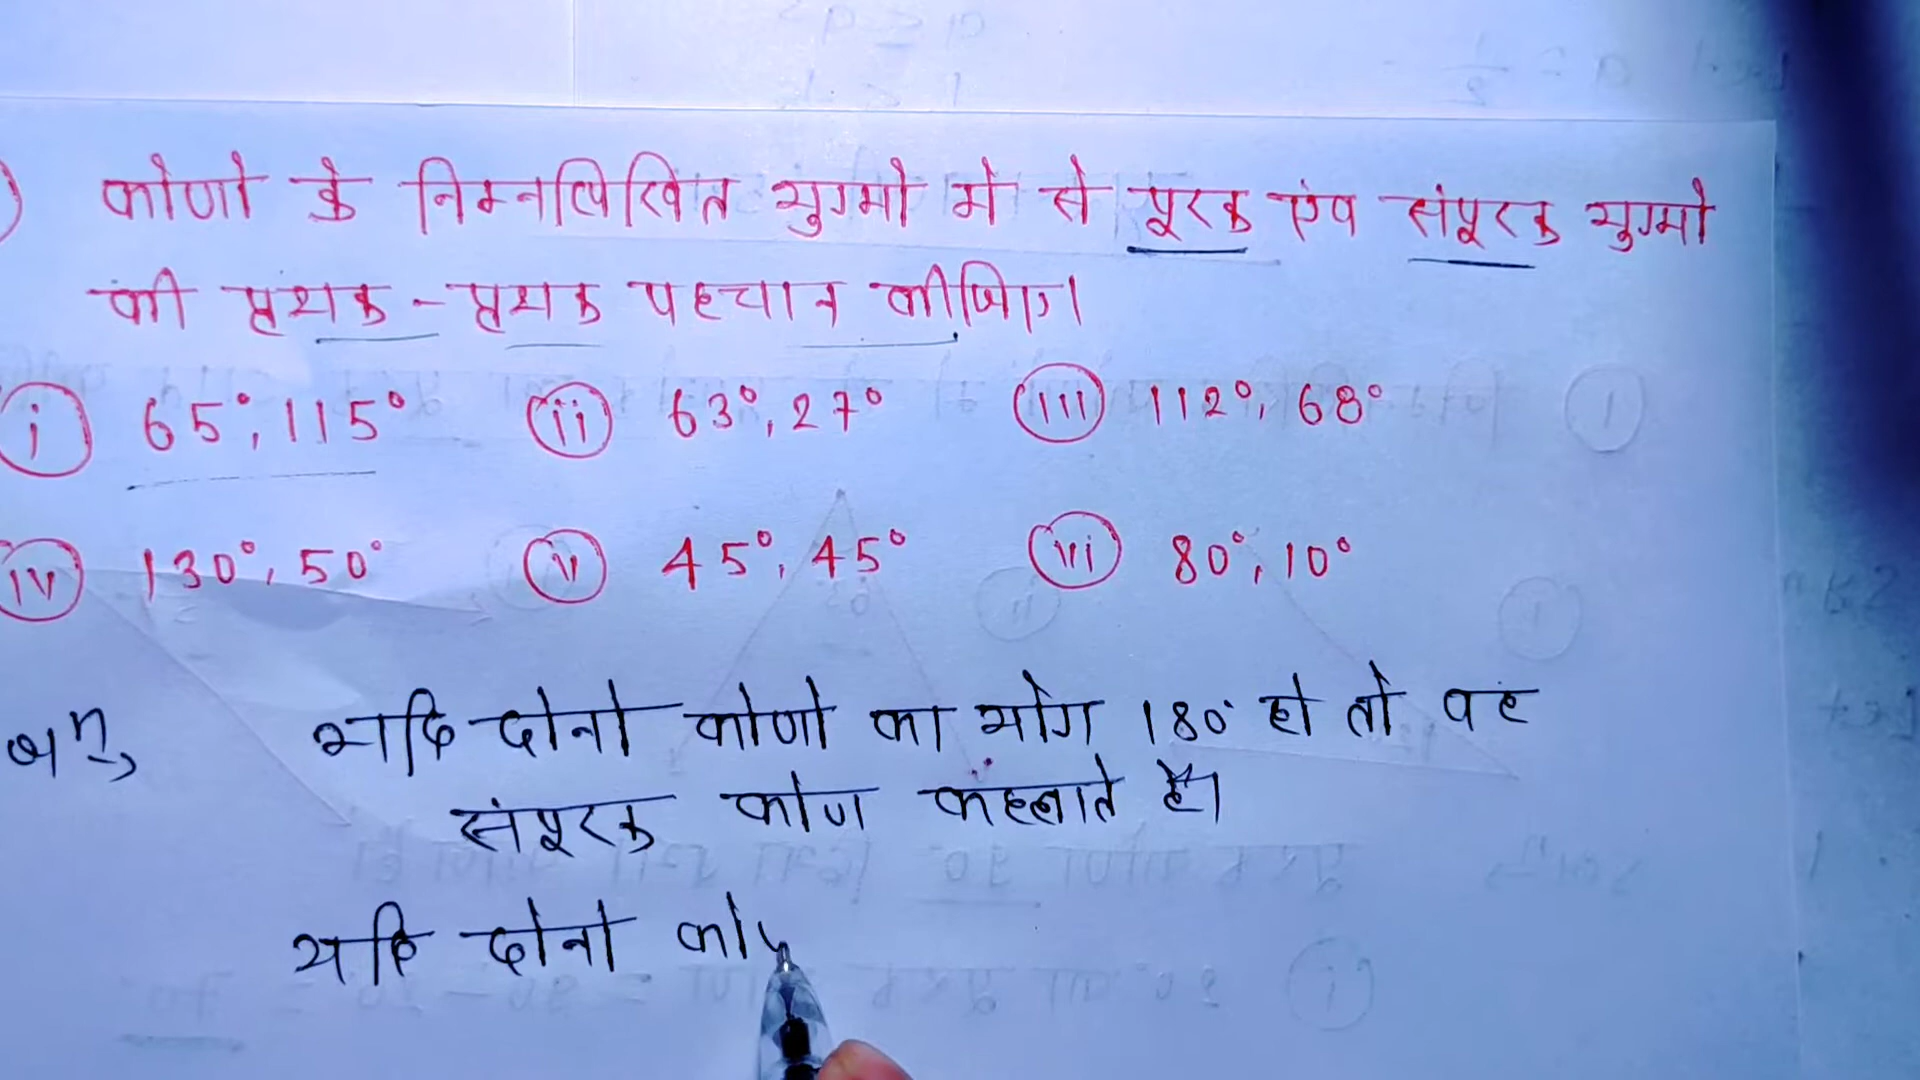 कोणो के निम्नलिखित युग्मो मे से पूरक एंव संपूरक युग्मो
की पृथक - पृथक पहचान कीजिए।
(i) 65°, 115° (ii) 63°, 27° (iii) 112°, 68°
(iv) 130°, 50° (v) 45°, 45° (vi) 80°, 10°
यदि दोनो कोणो का योग 180° हो तो वह
संपूरक कोण कहलाते है।
यदि दोनो को